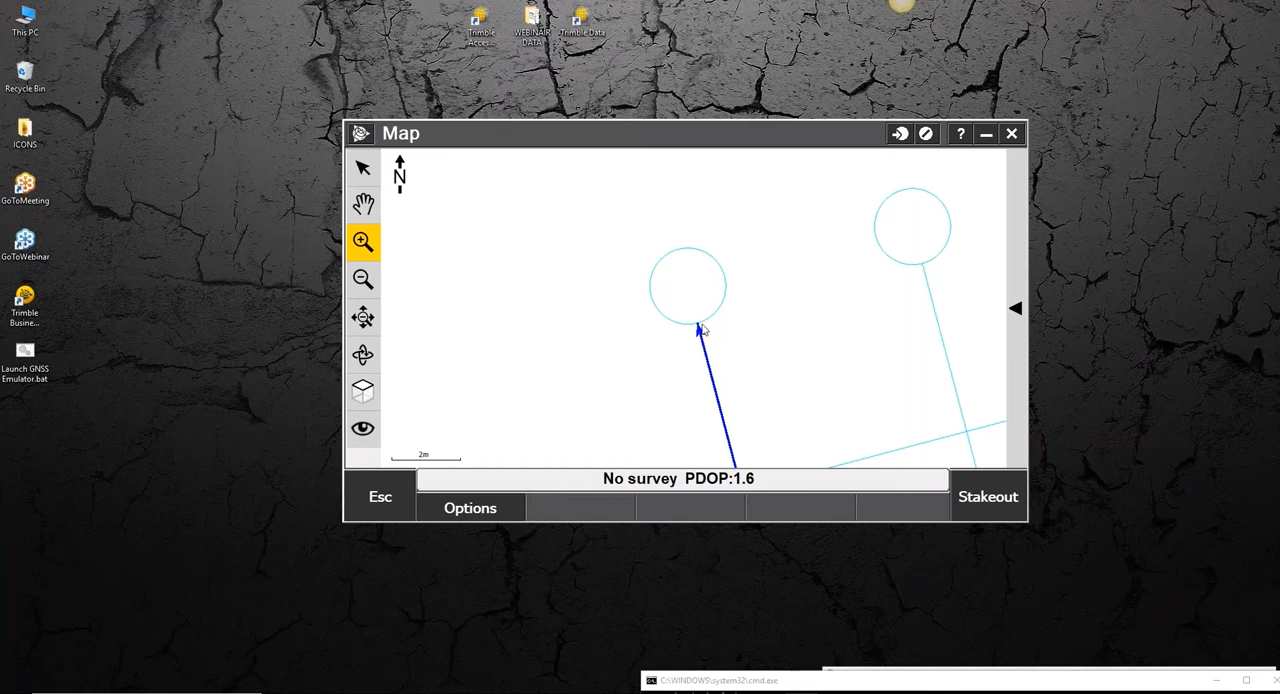 This PC
Recycle Bin
ICONS
GoToMeeting
GoToWebinar
Trimble
Busine...
Launch GNSS
Emulator.bat
Trimble
Acces...
WEBINAIR
DATA
Trimble Data
Map
?
N
2m
No survey PDOP:1.6
Esc
Options
Stakeout
C:\WINDOWS\system32\cmd.exe